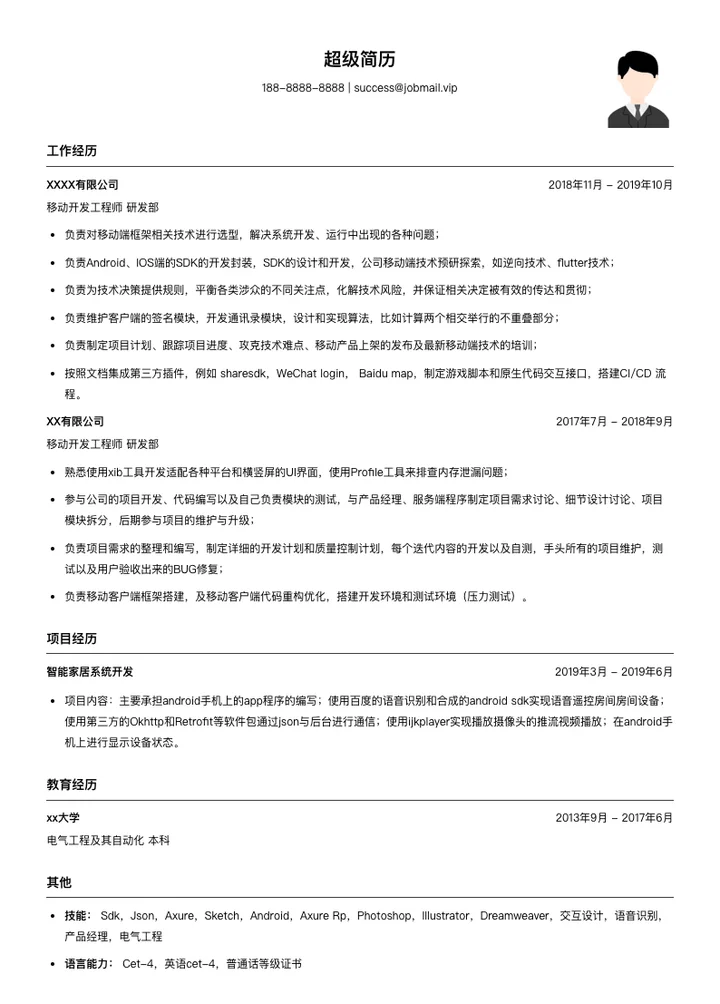 超级简历
188-8888-8888 | success@jobmail.vip
工作经历
XXXX有限公司 2018年11月 – 2019年10月
移动开发工程师 研发部
• 负责对移动端框架相关技术进行选型，解决系统开发、运行中出现的各种问题；
• 负责Android、IOS端的SDK的开发封装，SDK的设计和开发，公司移动端技术预研探索，如逆向技术、flutter技术；
• 负责为技术决策提供规则，平衡各类涉众的不同关注点，化解技术风险，并保证相关决定被有效的传达和贯彻；
• 负责维护客户端的签名模块，开发通讯录模块，设计和实现算法，比如计算两个相交举行的不重叠部分；
• 负责制定项目计划、跟踪项目进度、攻克技术难点、移动产品上架的发布及最新移动端技术的培训；
• 按照文档集成第三方插件，例如 sharesdk，WeChat login， Baidu map，制定游戏脚本和原生代码交互接口，搭建CI/CD 流
程。
XX有限公司 2017年7月 – 2018年9月
移动开发工程师 研发部
• 熟悉使用xib工具开发适配各种平台和横竖屏的UI界面，使用Profile工具来排查内存泄漏问题；
• 参与公司的项目开发、代码编写以及自己负责模块的测试，与产品经理、服务端程序制定项目需求讨论、细节设计讨论、项目
模块拆分，后期参与项目的维护与升级；
• 负责项目需求的整理和编写，制定详细的开发计划和质量控制计划，每个迭代内容的开发以及自测，手头所有的项目维护，测
试以及用户验收出来的BUG修复；
• 负责移动客户端框架搭建，及移动客户端代码重构优化，搭建开发环境和测试环境（压力测试）。
项目经历
智能家居系统开发 2019年3月 – 2019年6月
• 项目内容：主要承担android手机上的app程序的编写；使用百度的语音识别和合成的android sdk实现语音遥控房间房间设备；
使用第三方的Okhttp和Retrofit等软件包通过json与后台进行通信；使用ijkplayer实现播放摄像头的推流视频播放；在android手
机上进行显示设备状态。
教育经历
xx大学 2013年9月 – 2017年6月
电气工程及其自动化 本科
其他
• 技能： Sdk，Json，Axure，Sketch，Android，Axure Rp，Photoshop，Illustrator，Dreamweaver，交互设计，语音识别，
产品经理，电气工程
• 语言能力： Cet-4，英语cet-4，普通话等级证书